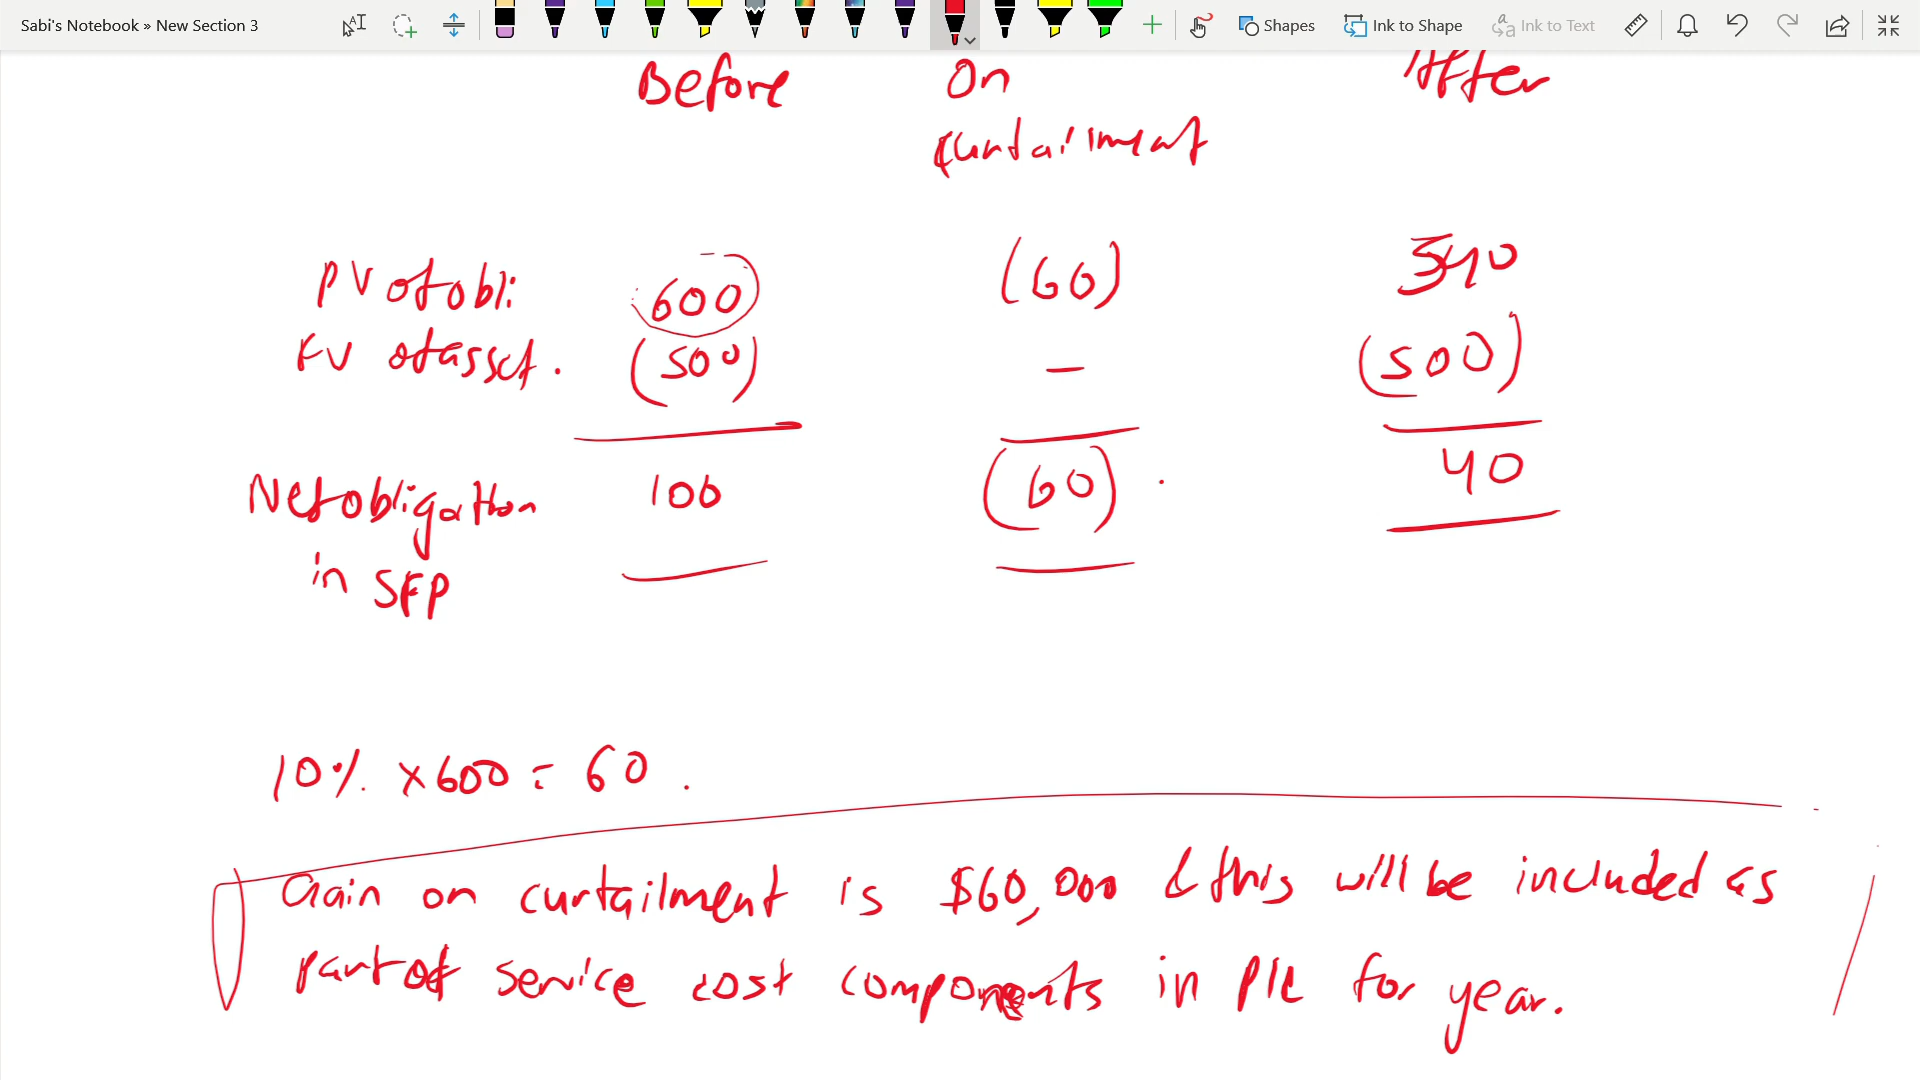 Sabi's Notebook » New Section 3 Shapes Ink to Shape Ink to Text
Before On After
curtailment
PV of obli: 600 (60) 540
FV of asset. (500) – (500)
Net obligation 100 (60) . 40
in SFP
10% x 600 = 60 .
Gain on curtailment is $60,000 & this will be included as
part of service cost components in P/L for year.